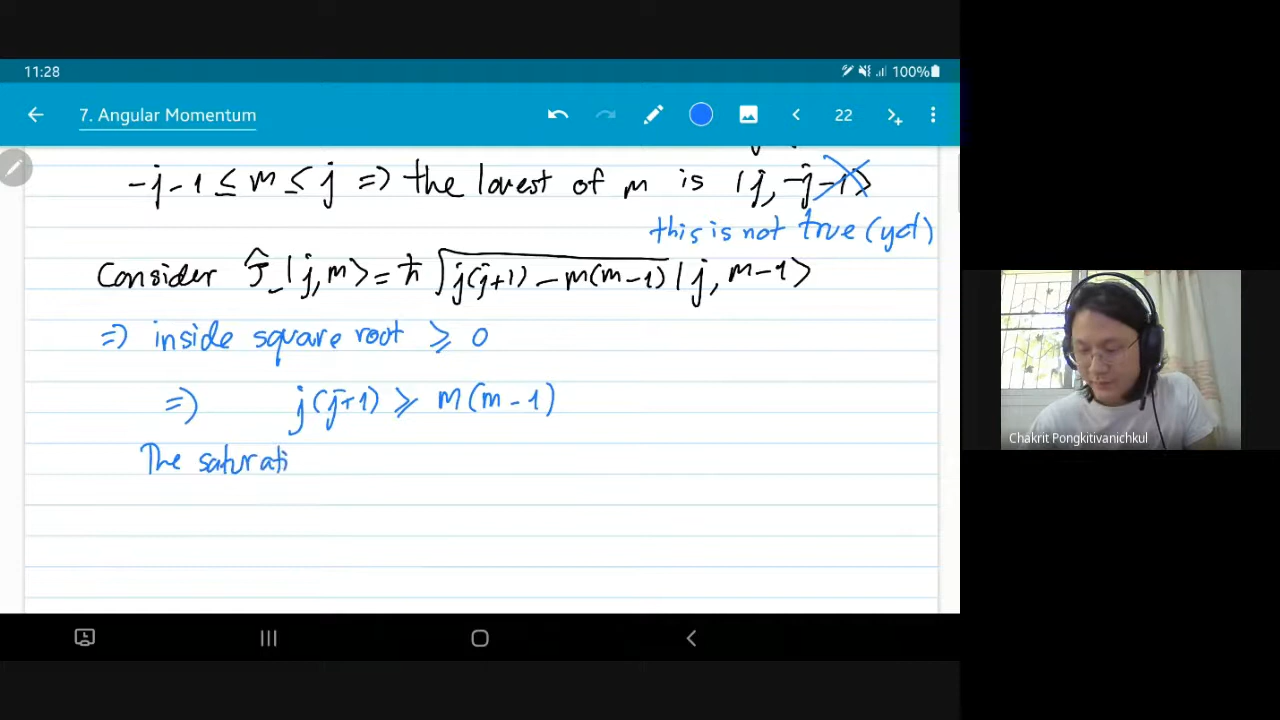 11:28
100%
7. Angular Momentum
22
-j-1 ≤ m ≤ j => the lowest of m is |j, -j-1>
this is not true (yet)
Consider Ĵ_|j,m> = ħ √j(j+1) - m(m-1) |j, m-1>
=> inside square root ≥ 0
=> j(j+1) ≥ m(m-1)
The saturati
Chakrit Pongkitivanichkul